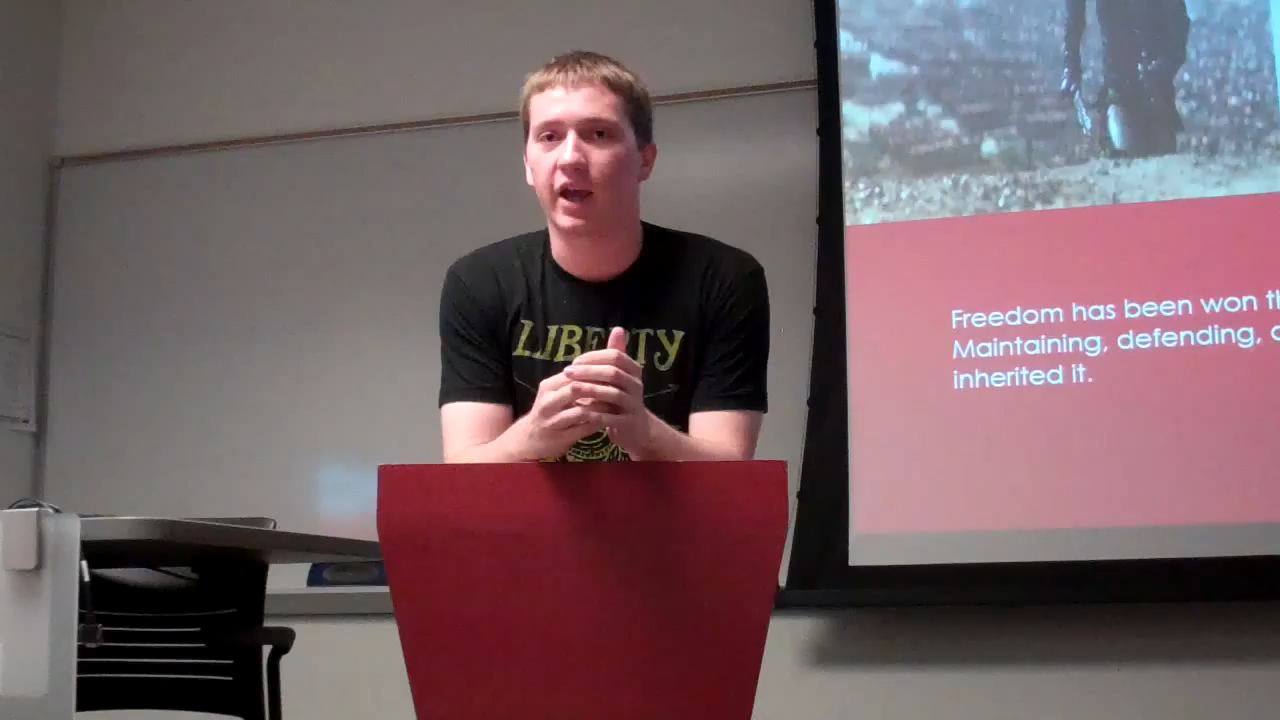 LIBERTY
Freedom has been won
Maintaining, defending,
inherited it.